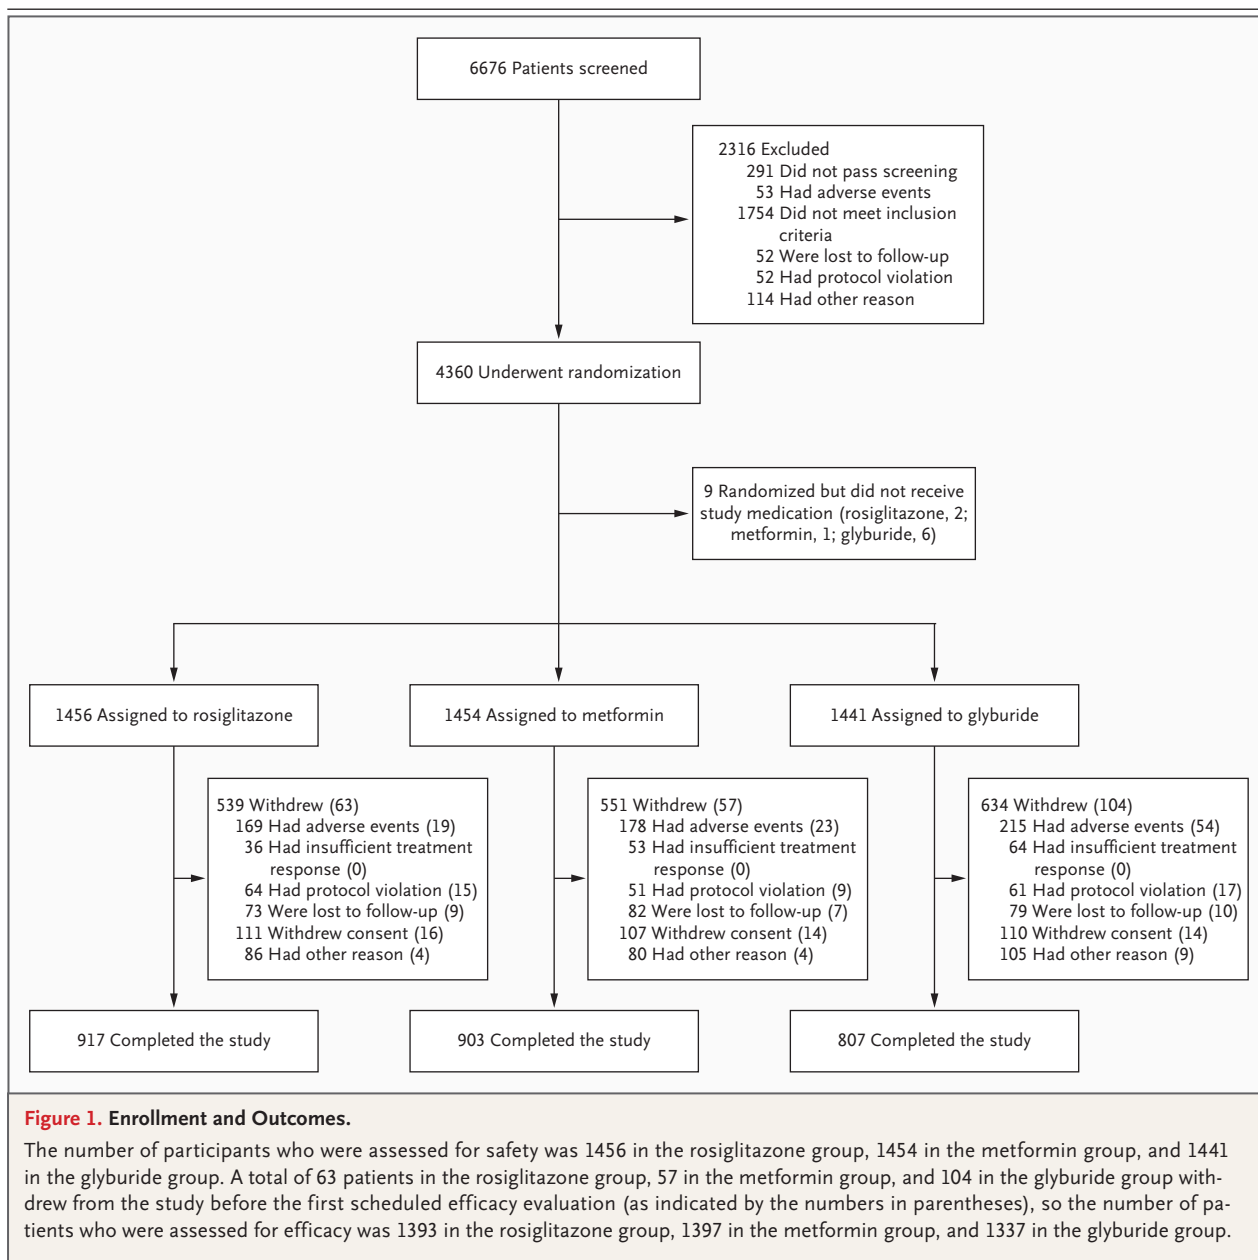 6676 Patients screened
2316 Excluded
291 Did not pass screening
53 Had adverse events
1754 Did not meet inclusion
criteria
52 Were lost to follow-up
52 Had protocol violation
114 Had other reason
4360 Underwent randomization
9 Randomized but did not receive
study medication (rosiglitazone, 2;
metformin, 1; glyburide, 6)
1456 Assigned to rosiglitazone
1454 Assigned to metformin
1441 Assigned to glyburide
539 Withdrew (63)
169 Had adverse events (19)
36 Had insufficient treatment
response (0)
64 Had protocol violation (15)
73 Were lost to follow-up (9)
111 Withdrew consent (16)
86 Had other reason (4)
551 Withdrew (57)
178 Had adverse events (23)
53 Had insufficient treatment
response (0)
51 Had protocol violation (9)
82 Were lost to follow-up (7)
107 Withdrew consent (14)
80 Had other reason (4)
634 Withdrew (104)
215 Had adverse events (54)
64 Had insufficient treatment
response (0)
61 Had protocol violation (17)
79 Were lost to follow-up (10)
110 Withdrew consent (14)
105 Had other reason (9)
917 Completed the study
903 Completed the study
807 Completed the study
Figure 1. Enrollment and Outcomes.
The number of participants who were assessed for safety was 1456 in the rosiglitazone group, 1454 in the metformin group, and 1441
in the glyburide group. A total of 63 patients in the rosiglitazone group, 57 in the metformin group, and 104 in the glyburide group with-
drew from the study before the first scheduled efficacy evaluation (as indicated by the numbers in parentheses), so the number of pa-
tients who were assessed for efficacy was 1393 in the rosiglitazone group, 1397 in the metformin group, and 1337 in the glyburide group.